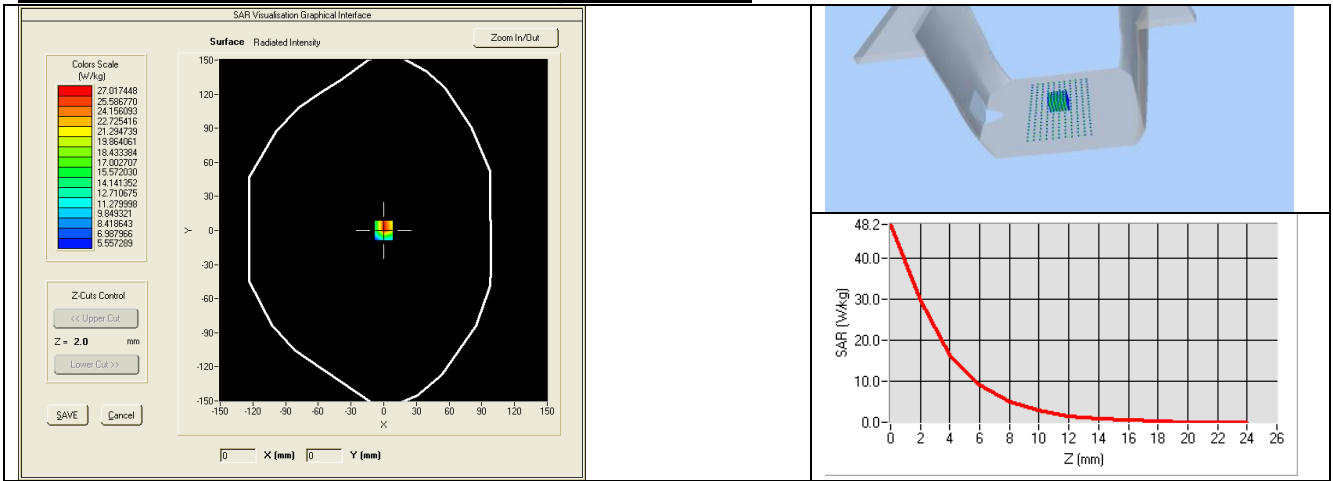 SAR Visualisation Graphical Interface
Surface Radiated Intensity
Zoom In/Out
Colors Scale
(W/kg)
27.017448
25.586770
24.156093
22.725416
21.294739
19.864061
18.433384
17.002707
15.572030
14.141352
12.710675
11.279998
9.849321
8.418643
6.987966
5.557289
150
120
90
60
30
0
-30
-60
-90
-120
-150
Y
-150 -120 -90 -60 -30 0 30 60 90 120 150
X
Z-Cuts Control
<< Upper Cut
Z = 2.0 mm
Lower Cut >>
SAVE Cancel
0 X (mm) 0 Y (mm)
48.2
40.0
30.0
20.0
10.0
0.0
SAR (W/kg)
0 2 4 6 8 10 12 14 16 18 20 22 24 26
Z (mm)